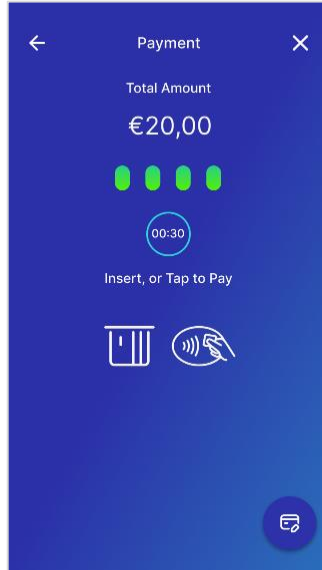 Payment
Total Amount
€20,00
00:30
Insert, or Tap to Pay